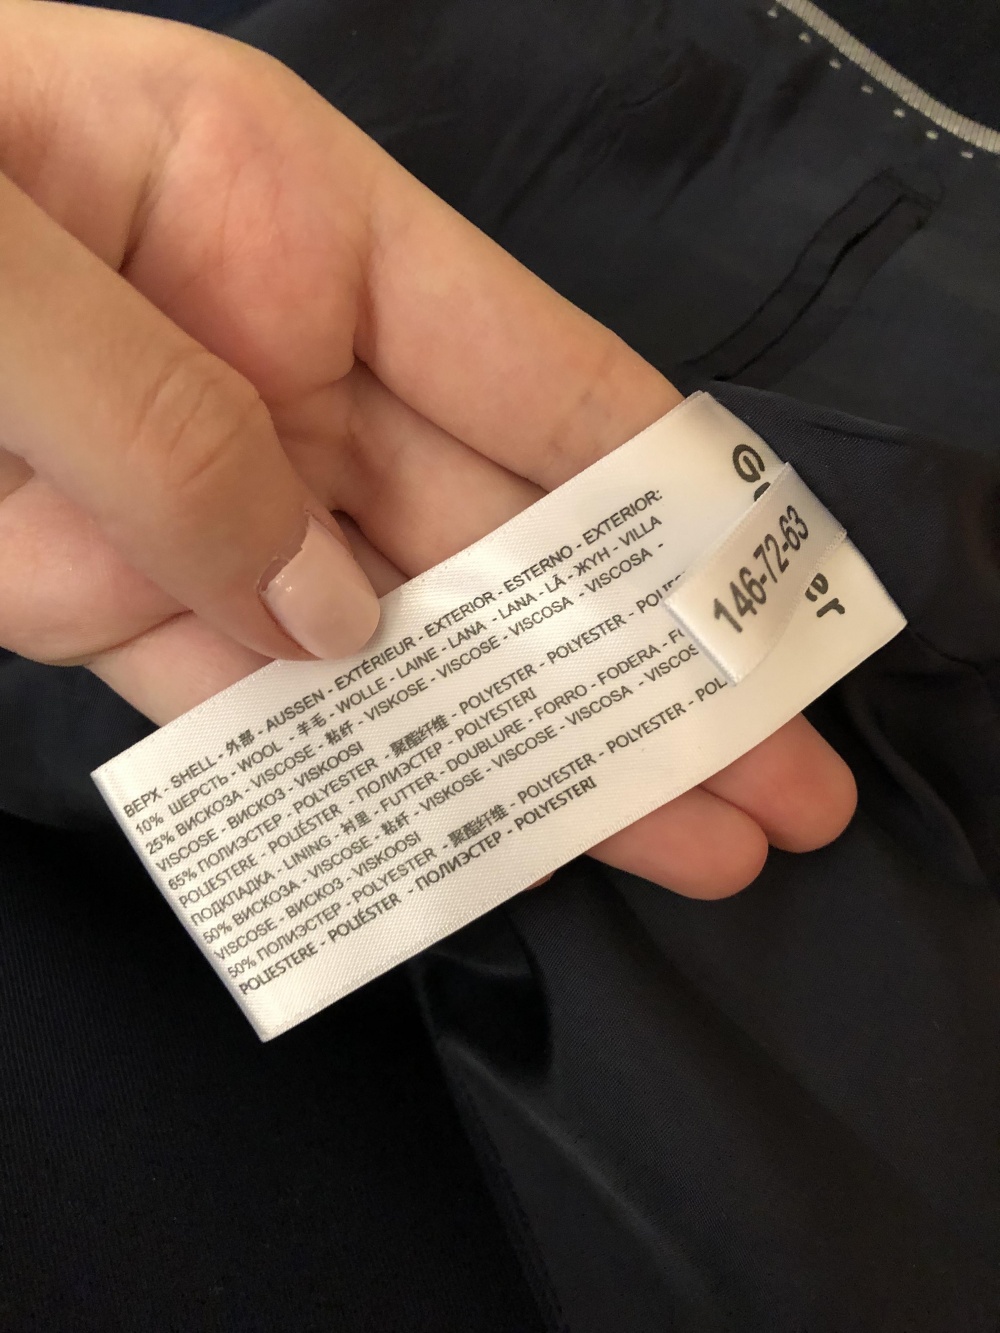 ВЕРХ - SHELL - 外部 - AUSSEN - EXTÉRIEUR - EXTERIOR - ESTERNO - EXTERIOR:
10% ШЕРСТЬ - WOOL - 羊毛 - WOLLE - LAINE - LANA - LANA - LÃ - ЖҮН - VILLA
25% ВИСКОЗА - VISCOSE - 粘纤 - VISKOSE - VISCOSE - VISCOSA - VISCOSA -
VISCOSE - ВИСКОЗ - VISKOOSI
65% ПОЛИЭСТЕР - POLYESTER - 聚酯纤维 - POLYESTER - POLYESTER -
POLIESTERE - POLIÉSTER - ПОЛИЭСТЕР - POLYESTERI
ПОДКЛАДКА - LINING - 衬里 - FUTTER - DOUBLURE - FORRO - FODERA -
50% ВИСКОЗА - VISCOSE - 粘纤 - VISKOSE - VISCOSE - VISCOSA -
VISCOSE - ВИСКОЗ - VISKOOSI
50% ПОЛИЭСТЕР - POLYESTER - 聚酯纤维 - POLYESTER - POLYESTER -
POLIESTERE - POLIÉSTER - ПОЛИЭСТЕР - POLYESTERI
146-72-63